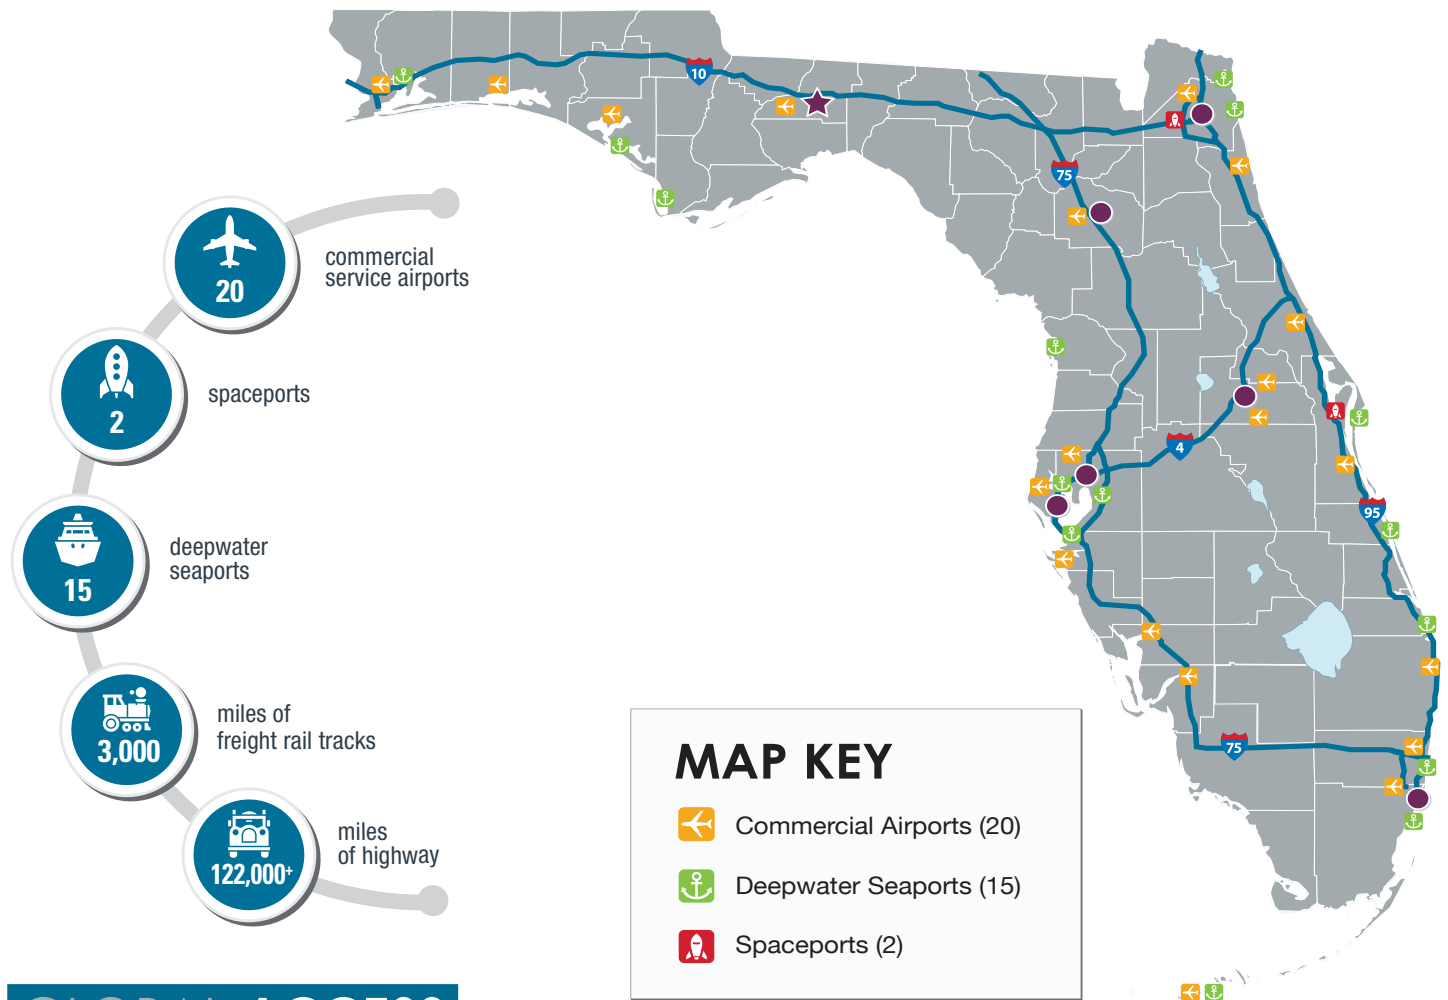 20
commercial
service airports
2
spaceports
15
deepwater
seaports
3,000
miles of
freight rail tracks
122,000+
miles
of highway
10
75
4
95
75
MAP KEY
Commercial Airports (20)
Deepwater Seaports (15)
Spaceports (2)